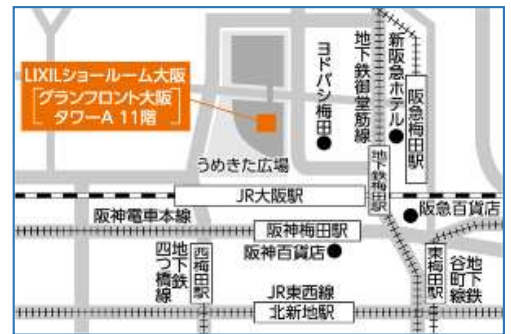 LIXILショールーム大阪
グランフロント大阪
タワーA 11階
うめきた広場
ヨドバシ梅田
地下鉄御堂筋線
新阪急ホテル
阪急梅田駅
地下鉄梅田駅
JR大阪駅
阪急百貨店
阪神電車本線
阪神梅田駅
阪神百貨店
地下鉄
四つ橋線
西梅田駅
東梅田駅
地下鉄
谷町線
JR東西線
北新地駅